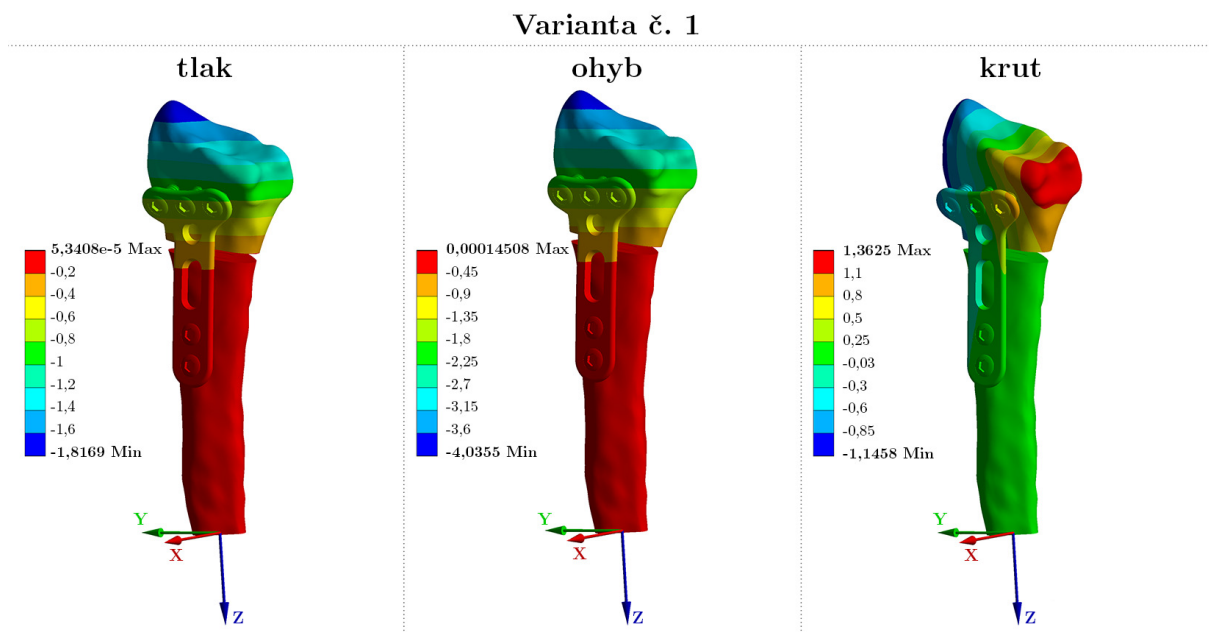 Varianta č. 1
tlak
5,3408e-5 Max
-0,2
-0,4
-0,6
-0,8
-1
-1,2
-1,4
-1,6
-1,8169 Min
Y
X
Z
ohyb
0,00014508 Max
-0,45
-0,9
-1,35
-1,8
-2,25
-2,7
-3,15
-3,6
-4,0355 Min
Y
X
Z
krut
1,3625 Max
1,1
0,8
0,5
0,25
-0,03
-0,3
-0,6
-0,85
-1,1458 Min
Y
X
Z